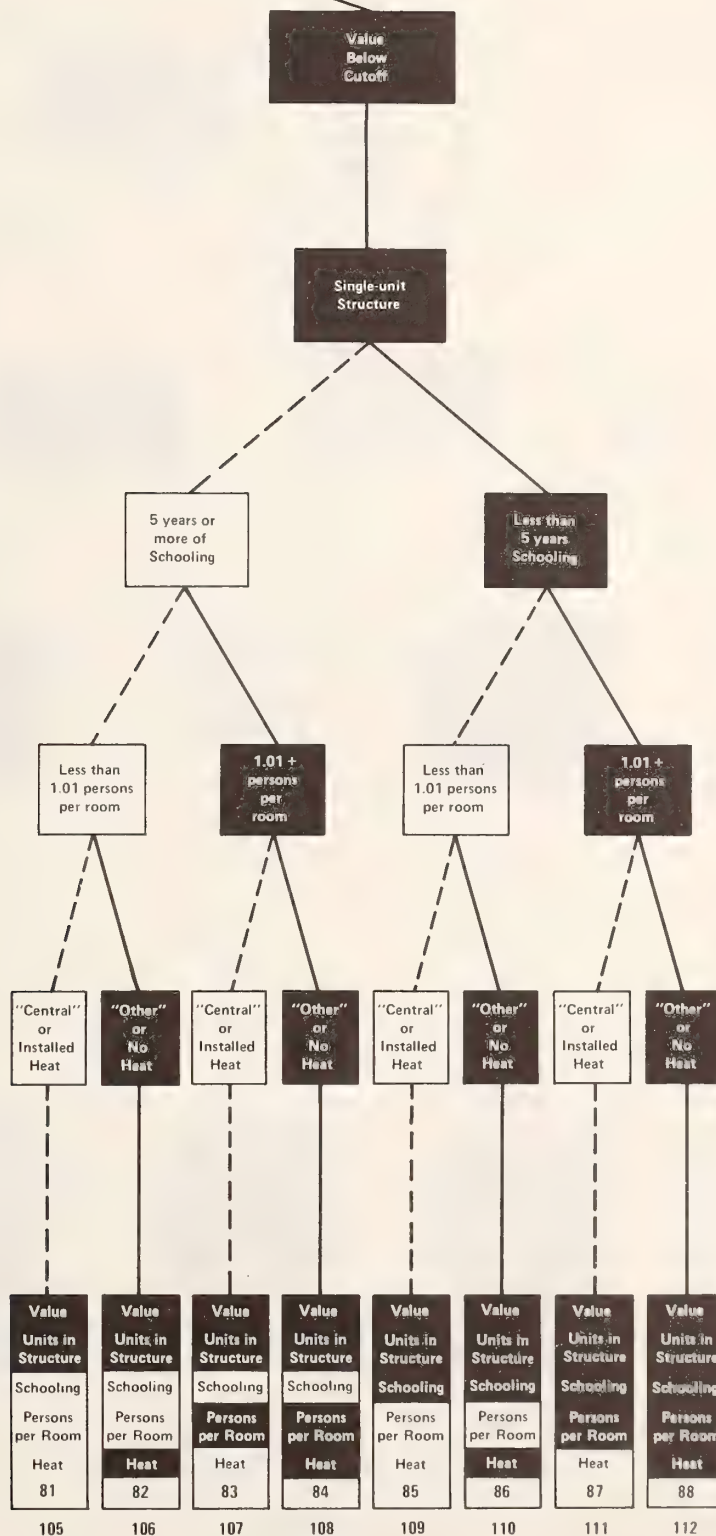 Value
Below
Cutoff
Single-unit
Structure
5 years or
more of
Schooling
Less than
5 years
Schooling
Less than
1.01 persons
per room
1.01 +
persons
per
room
Less than
1.01 persons
per room
1.01 +
persons
per
room
"Central"
or
Installed
Heat
"Other"
or
No
Heat
"Central"
or
Installed
Heat
"Other"
or
No
Heat
"Central"
or
Installed
Heat
"Other"
or
No
Heat
"Central"
or
Installed
Heat
"Other"
or
No
Heat
Value
Units in
Structure
Schooling
Persons
per Room
Heat
81
105
Value
Units in
Structure
Schooling
Persons
per Room
Heat
82
106
Value
Units in
Structure
Schooling
Persons
per Room
Heat
83
107
Value
Units in
Structure
Schooling
Persons
per Room
Heat
84
108
Value
Units in
Structure
Schooling
Persons
per Room
Heat
85
109
Value
Units in
Structure
Schooling
Persons
per Room
Heat
86
110
Value
Units in
Structure
Schooling
Persons
per Room
Heat
87
111
Value
Units in
Structure
Schooling
Persons
per Room
Heat
88
112